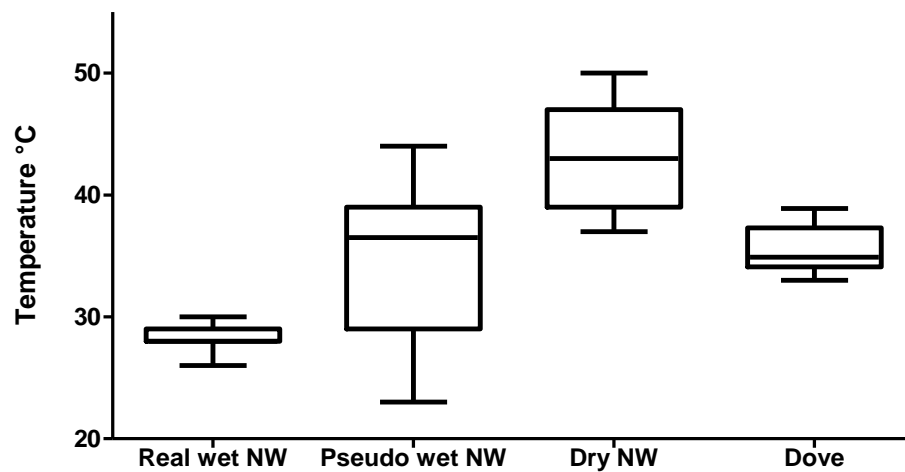 Temperature °C
50
40
30
20
Real wet NW
Pseudo wet NW
Dry NW
Dove